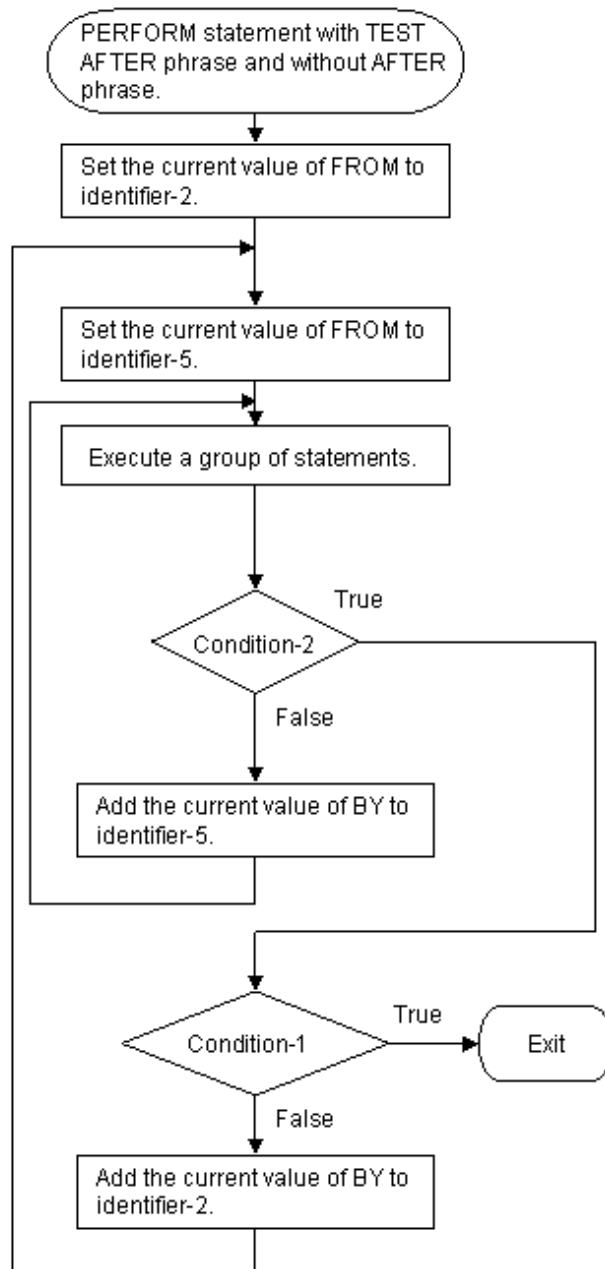 PERFORM statement with TEST
AFTER phrase and without AFTER
phrase.
Set the current value of FROM to
identifier-2.
Set the current value of FROM to
identifier-5.
Execute a group of statements.
True
Condition-2
False
Add the current value of BY to
identifier-5.
True
Condition-1
Exit
False
Add the current value of BY to
identifier-2.